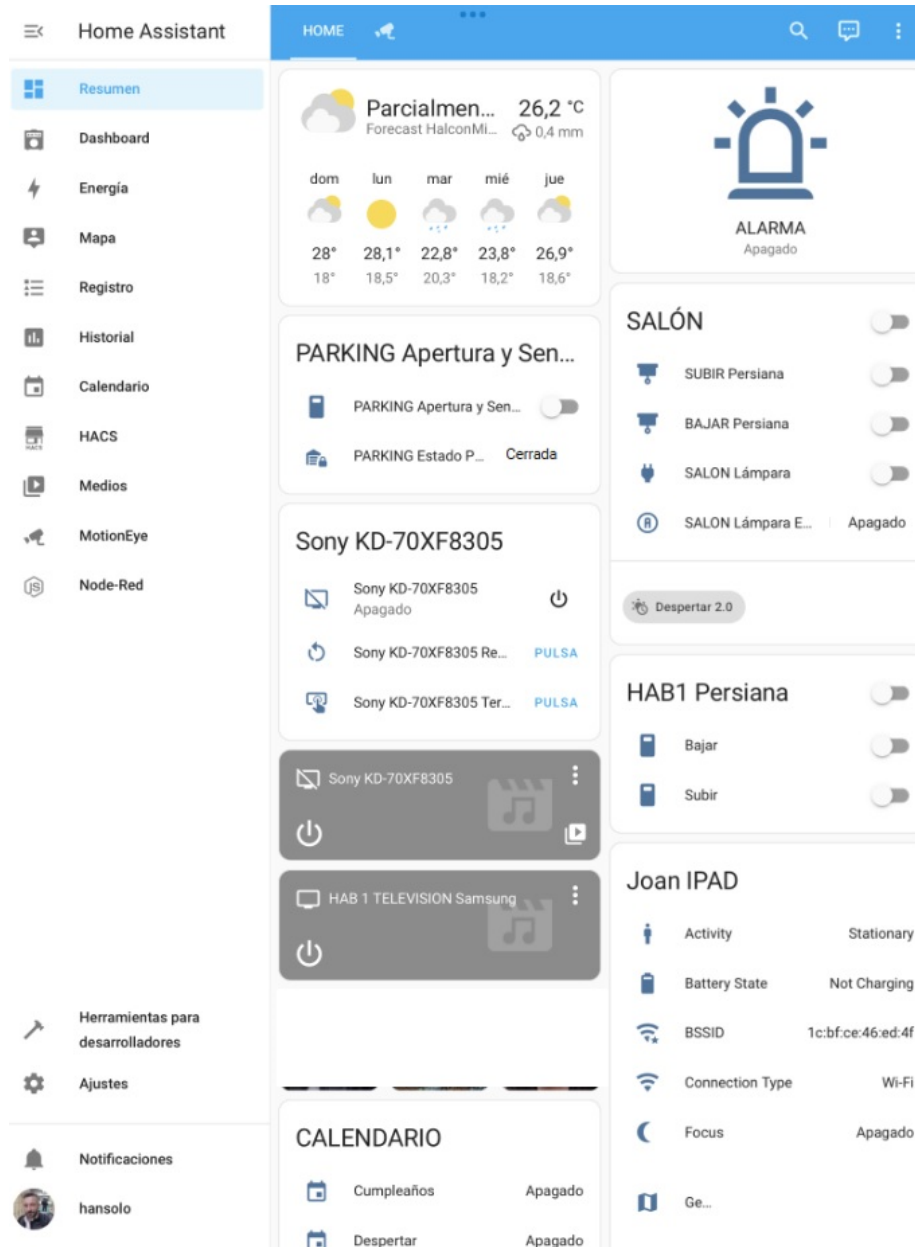 Home Assistant
Resumen
Dashboard
Energía
Mapa
Registro
Historial
Calendario
HACS
HACS
Medios
MotionEye
JS
Node-Red
Herramientas para
desarrolladores
Ajustes
Notificaciones
hansolo
HOME
Parcialmen... 26,2 °C
Forecast HalconMi... 0,4 mm
dom lun mar mié jue
28° 28,1° 22,8° 23,8° 26,9°
18° 18,5° 20,3° 18,2° 18,6°
PARKING Apertura y Sen...
PARKING Apertura y Sen...
PARKING Estado P... Cerrada
Sony KD-70XF8305
Sony KD-70XF8305
Apagado
Sony KD-70XF8305 Re... PULSA
Sony KD-70XF8305 Ter... PULSA
Sony KD-70XF8305
HAB 1 TELEVISION Samsung
CALENDARIO
Cumpleaños Apagado
Despertar Apagado
ALARMA
Apagado
SALÓN
SUBIR Persiana
BAJAR Persiana
SALON Lámpara
A SALON Lámpara E... Apagado
Despertar 2.0
HAB1 Persiana
Bajar
Subir
Joan IPAD
Activity Stationary
Battery State Not Charging
BSSID 1c:bf:ce:46:ed:4f
Connection Type Wi-Fi
Focus Apagado
Ge...